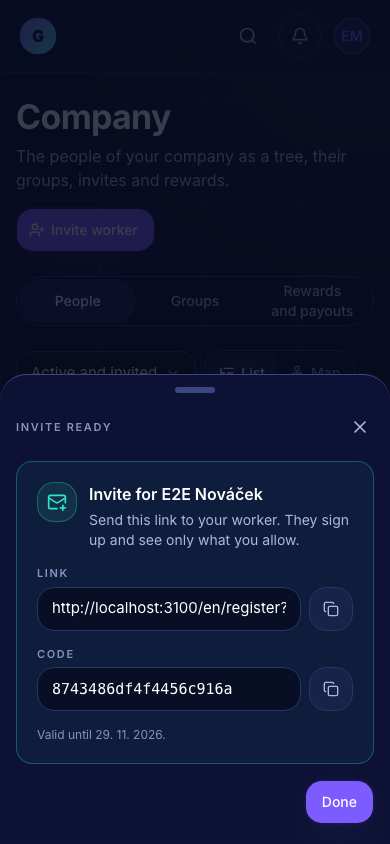 G
EM
Company
The people of your company as a tree, their
groups, invites and rewards.
Invite worker
People
Groups
Rewards
and payouts
Active and invited
List
Map
INVITE READY
Invite for E2E Nováček
Send this link to your worker. They sign
up and see only what you allow.
LINK
http://localhost:3100/en/register?
CODE
8743486df4f4456c916a
Valid until 29. 11. 2026.
Done